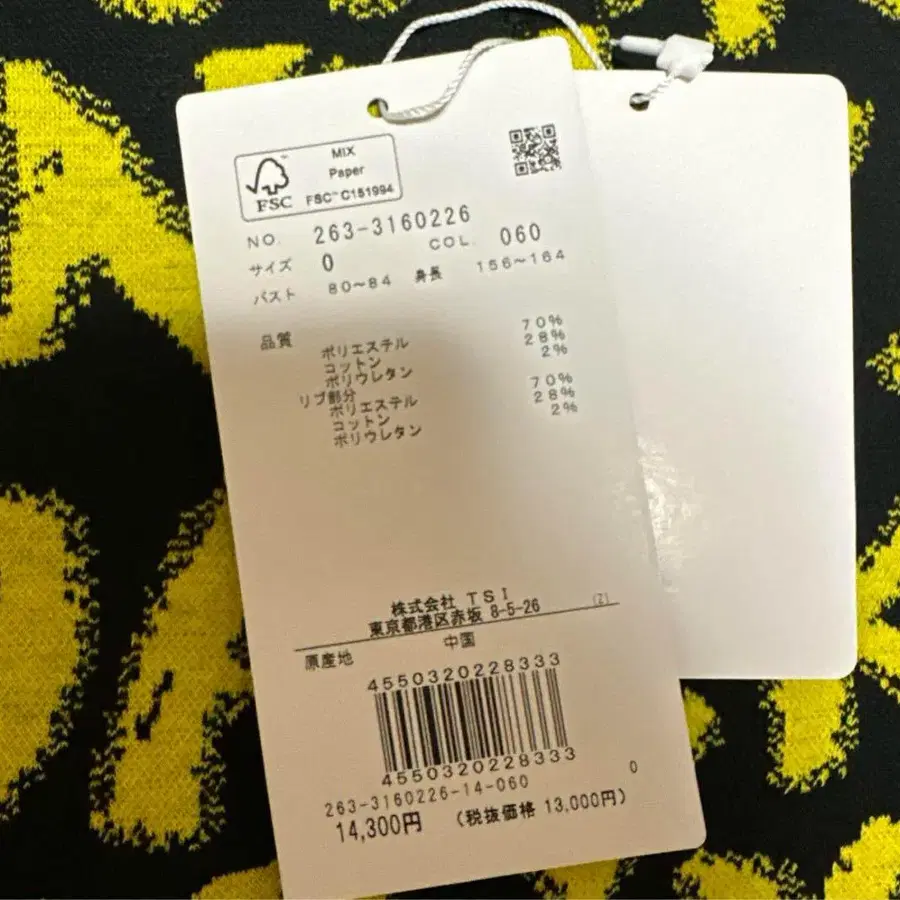 MIX
Paper
FSC™ C151994
FSC
NO. 263-3160226 COL. 060
サイズ 0
バスト 80〜84 身長 156〜164
品質
ポリエステル 70%
コットン 28%
ポリウレタン 2%
リブ部分
ポリエステル 70%
コットン 28%
ポリウレタン 2%
株式会社 TSI
東京都港区赤坂 8-5-26 (Z)
原産地 中国
4550320228333
4550320228333
263-3160226-14-060 0
14,300円 (税抜価格 13,000円)